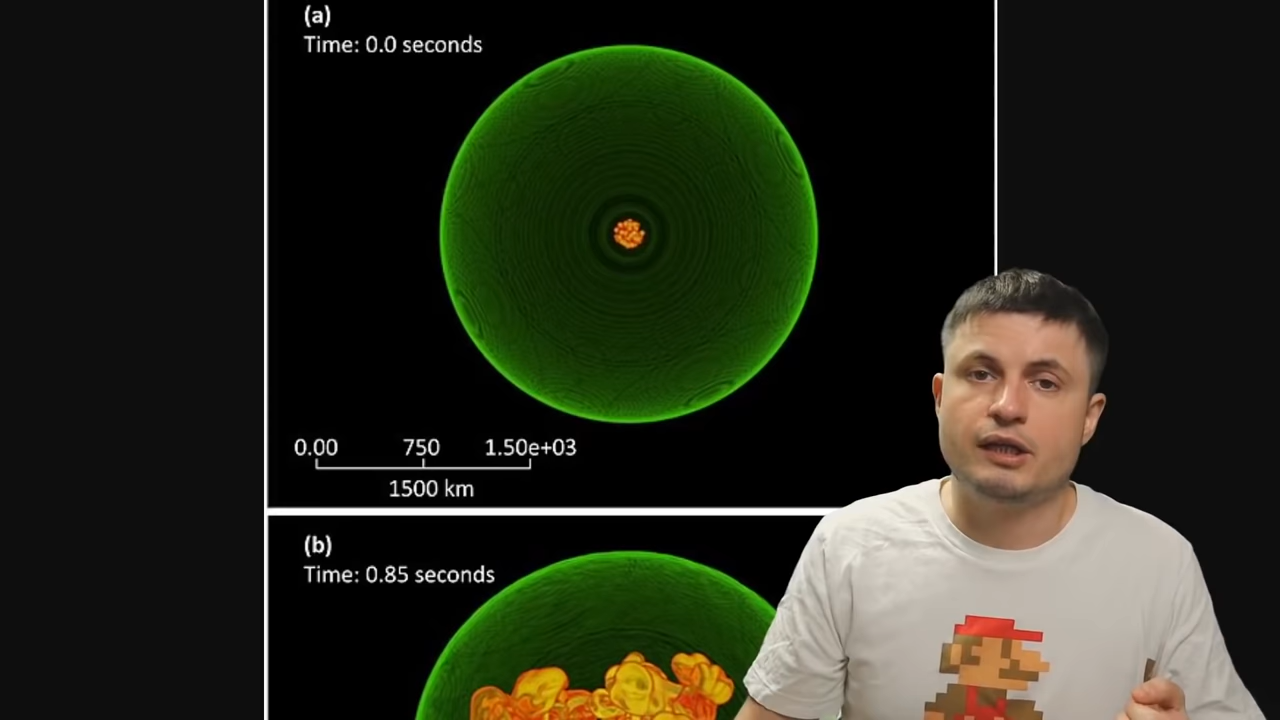 (a)
Time: 0.0 seconds
0.00 750 1.50e+03
1500 km
(b)
Time: 0.85 seconds